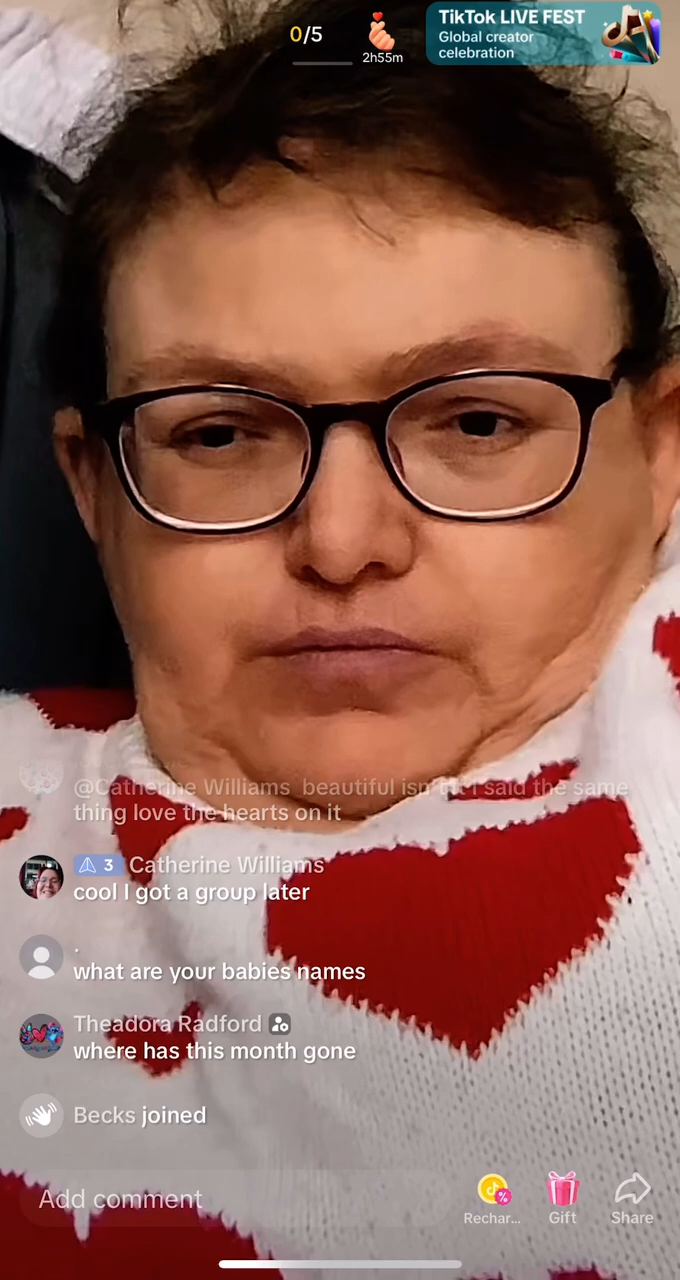 0/5
2h55m
TikTok LIVE FEST
Global creator
celebration
@Catherine Williams beautiful isn't it I said the same
thing love the hearts on it
3 Catherine Williams
cool I got a group later
.
what are your babies names
Theadora Radford
where has this month gone
Becks joined
Add comment
Rechar...
Gift
Share